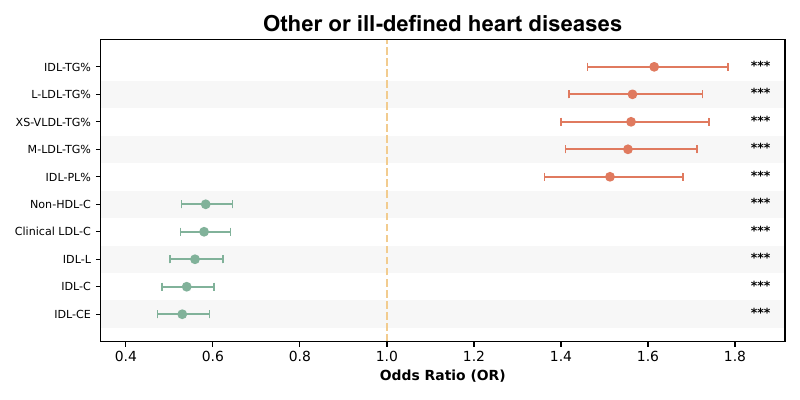 Other or ill-defined heart diseases
IDL-TG% ***
L-LDL-TG% ***
XS-VLDL-TG% ***
M-LDL-TG% ***
IDL-PL% ***
Non-HDL-C ***
Clinical LDL-C ***
IDL-L ***
IDL-C ***
IDL-CE ***
0.4 0.6 0.8 1.0 1.2 1.4 1.6 1.8
Odds Ratio (OR)